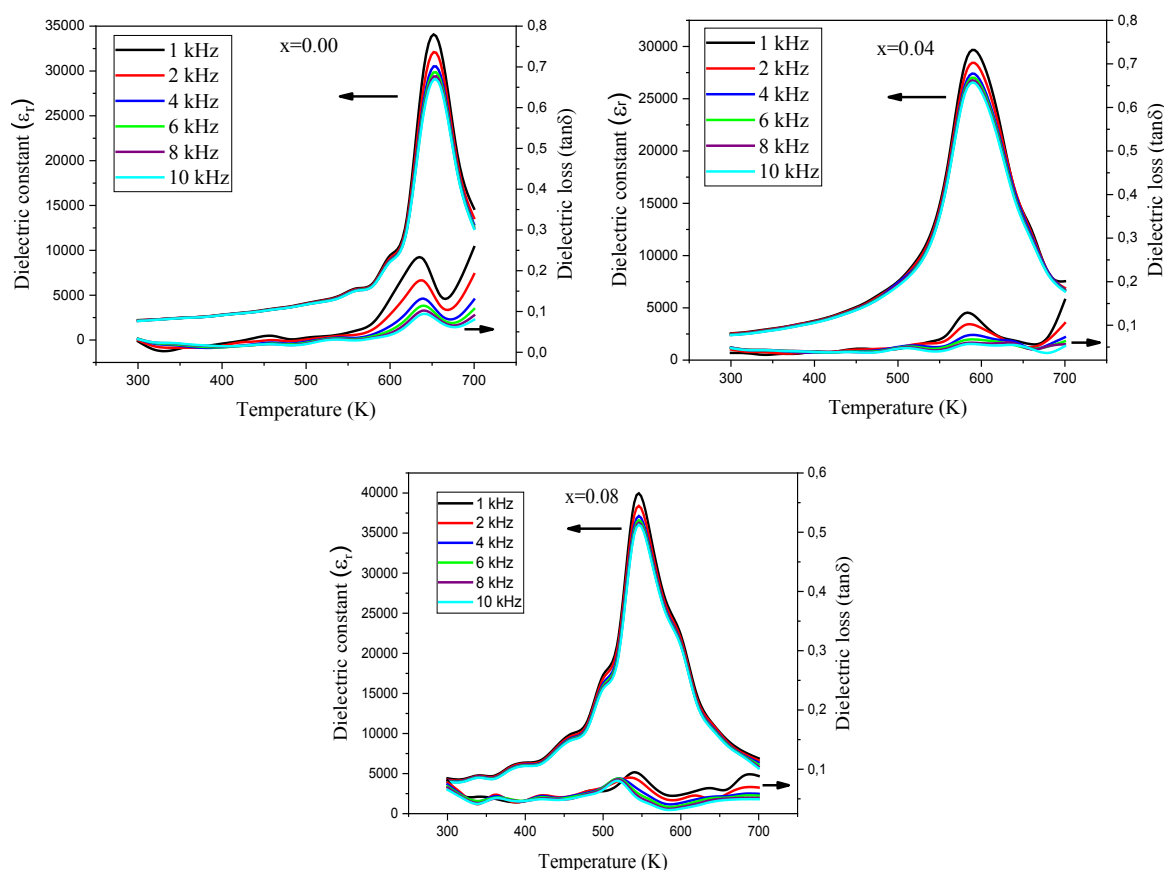 x=0.00
1 kHz
2 kHz
4 kHz
6 kHz
8 kHz
10 kHz
Dielectric constant (εr)
35000
30000
25000
20000
15000
10000
5000
0
0,8
0,7
0,6
0,5
0,4
0,3
0,2
0,1
0,0
Dielectric loss (tanδ)
300
400
500
600
700
Temperature (K)
x=0.04
1 kHz
2 kHz
4 kHz
6 kHz
8 kHz
10 kHz
Dielectric constant (εr)
30000
25000
20000
15000
10000
5000
0
0,8
0,7
0,6
0,5
0,4
0,3
0,2
0,1
Dielectric loss (tanδ)
300
400
500
600
700
Temperature (K)
x=0.08
1 kHz
2 kHz
4 kHz
6 kHz
8 kHz
10 kHz
Dielectric constant (εr)
40000
35000
30000
25000
20000
15000
10000
5000
0
0,6
0,5
0,4
0,3
0,2
0,1
Dielectric loss (tanδ)
300
400
500
600
700
Temperature (K)